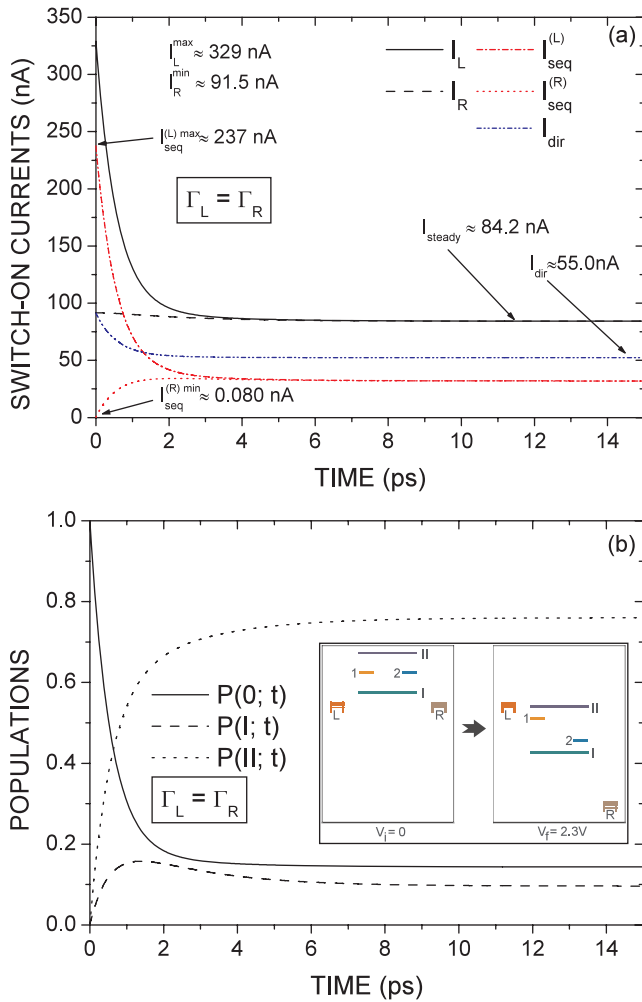 350
300
250
200
150
100
50
0
SWITCH-ON CURRENTS (nA)
(a)
I_L^max ≈ 329 nA
I_R^min ≈ 91.5 nA
I_L
I_R
I_seq^(L)
I_seq^(R)
I_dir
I_seq^(L) max ≈ 237 nA
Γ_L = Γ_R
I_steady ≈ 84.2 nA
I_dir ≈55.0nA
I_seq^(R) min ≈ 0.080 nA
0 2 4 6 8 10 12 14
TIME (ps)
1.0
0.8
0.6
0.4
0.2
0.0
POPULATIONS
(b)
P(0; t)
P(I; t)
P(II; t)
Γ_L = Γ_R
II
1 2
I
L R
V_i = 0
L
II
1
2
I
R
V_f = 2.3V
0 2 4 6 8 10 12 14
TIME (ps)